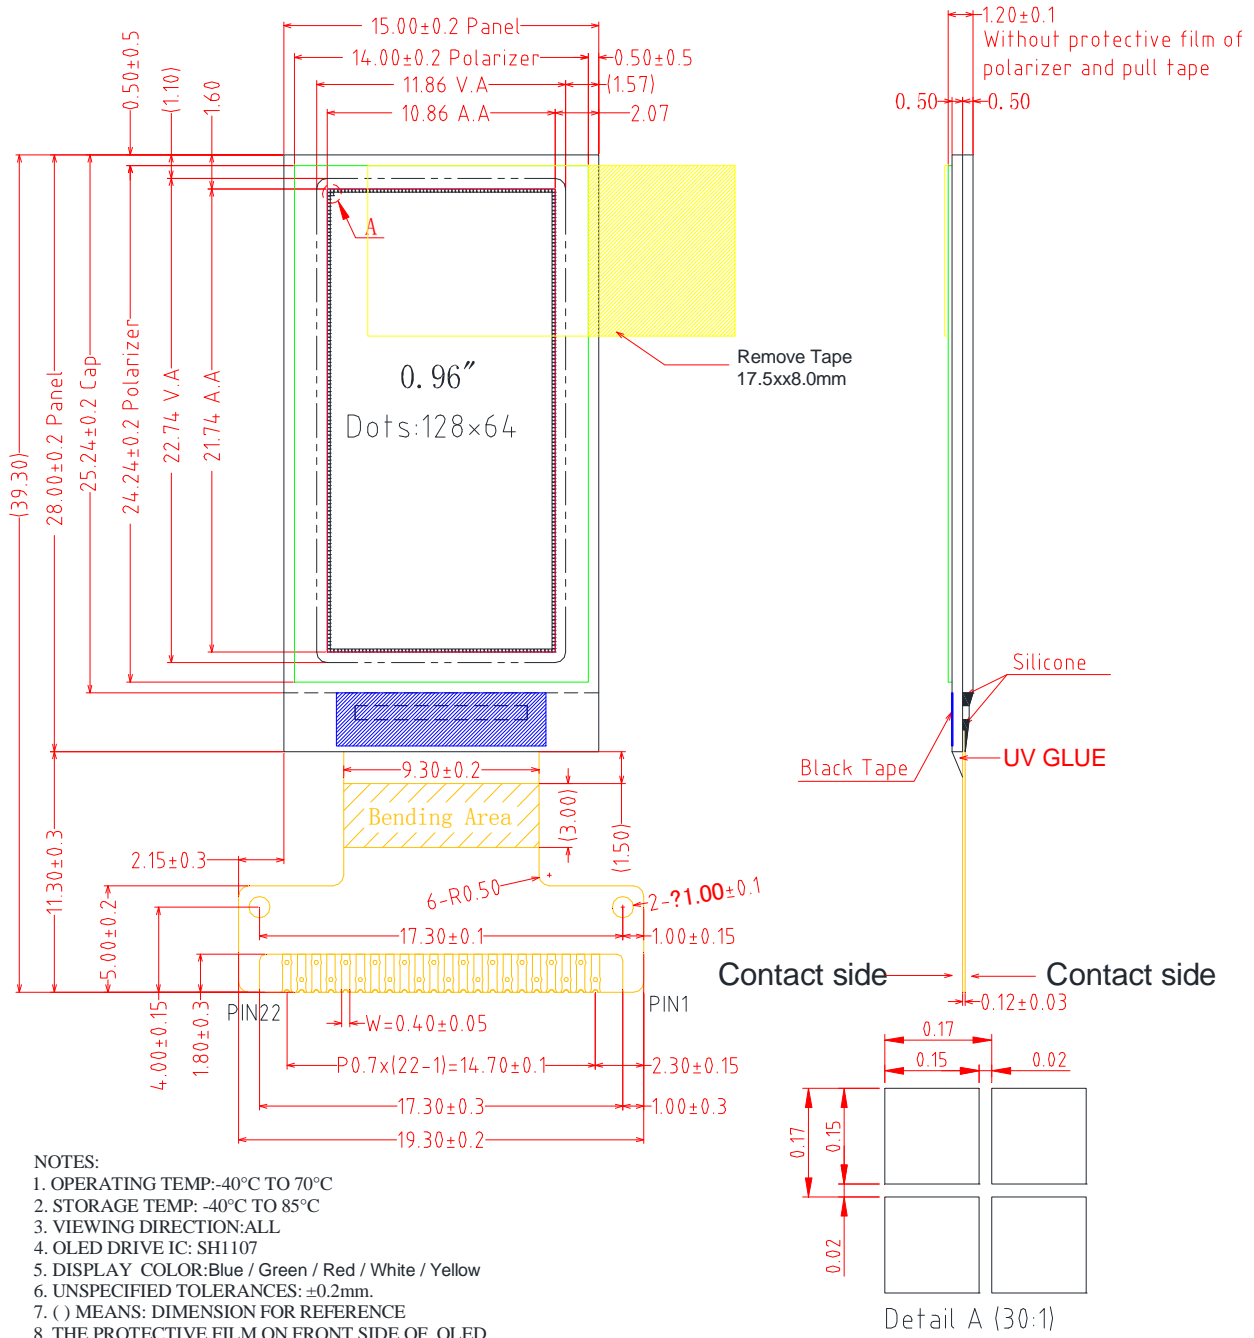 15.00±0.2 Panel
14.00±0.2 Polarizer
0.50±0.5
11.86 V.A
(1.57)
10.86 A.A
2.07
0.50±0.5
(1.10)
1.60
1.20±0.1
Without protective film of
polarizer and pull tape
0.50
0.50
A
Remove Tape
17.5xx8.0mm
0.96"
Dots:128×64
(39.30)
28.00±0.2 Panel
25.24±0.2 Cap
24.24±0.2 Polarizer
22.74 V.A
21.74 A.A
Silicone
Black Tape
UV GLUE
9.30±0.2
Bending Area
(3.00)
(1.50)
11.30±0.3
2.15±0.3
6-R0.50
2-?1.00±0.1
5.00±0.2
17.30±0.1
1.00±0.15
Contact side
Contact side
0.12±0.03
PIN22
PIN1
4.00±0.15
1.80±0.3
W=0.40±0.05
P0.7x(22-1)=14.70±0.1
2.30±0.15
17.30±0.3
1.00±0.3
19.30±0.2
0.17
0.15
0.02
0.17
0.15
0.02
Detail A (30:1)
NOTES:
1. OPERATING TEMP:-40°C TO 70°C
2. STORAGE TEMP: -40°C TO 85°C
3. VIEWING DIRECTION:ALL
4. OLED DRIVE IC: SH1107
5. DISPLAY COLOR:Blue / Green / Red / White / Yellow
6. UNSPECIFIED TOLERANCES: ±0.2mm.
7. ( ) MEANS: DIMENSION FOR REFERENCE
8. THE PROTECTIVE FILM ON FRONT SIDE OF OLED